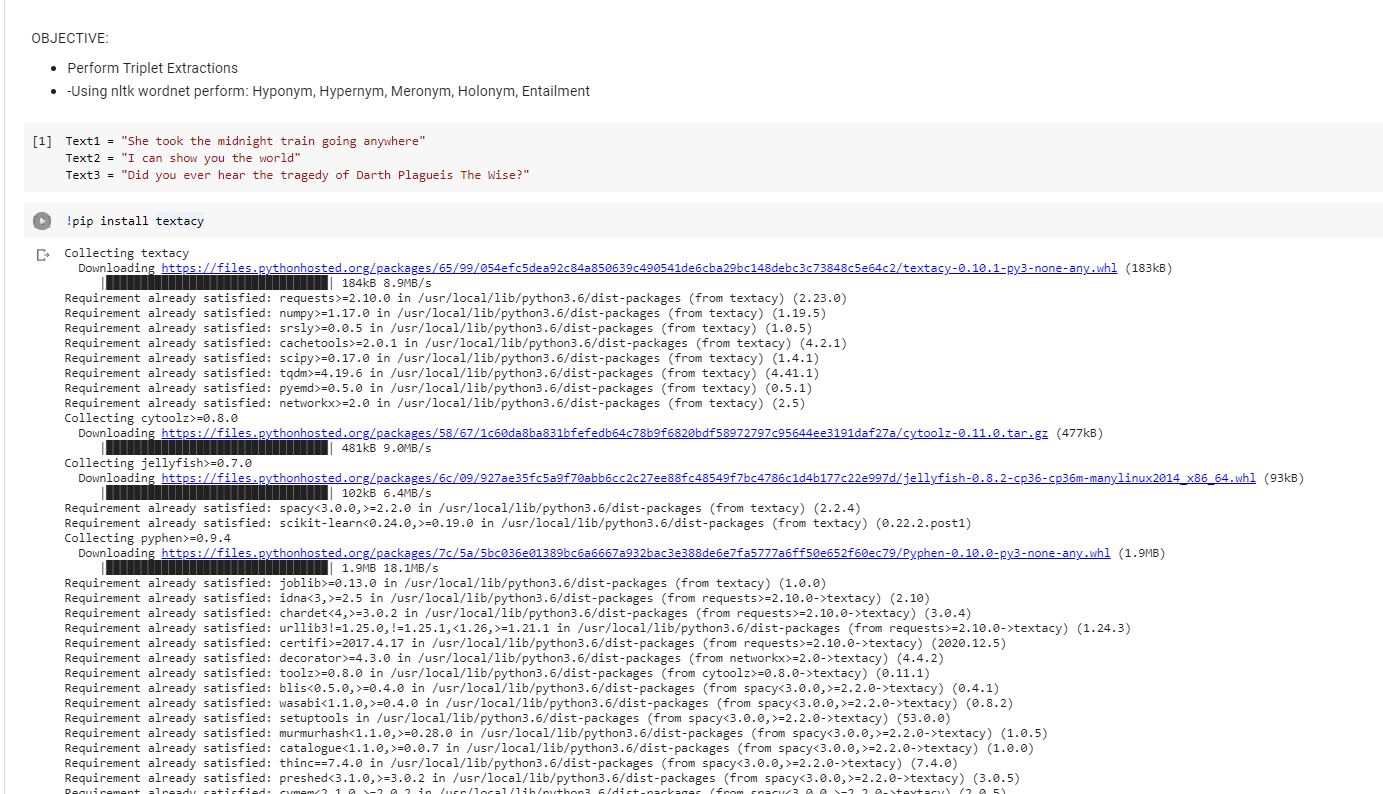 OBJECTIVE:
• Perform Triplet Extractions
• -Using nltk wordnet perform: Hyponym, Hypernym, Meronym, Holonym, Entailment
[1] Text1 = "She took the midnight train going anywhere"
Text2 = "I can show you the world"
Text3 = "Did you ever hear the tragedy of Darth Plagueis The Wise?"
!pip install textacy
Collecting textacy
Downloading https://files.pythonhosted.org/packages/65/99/054efc5dea92c84a850639c490541de6cba29bc148debc3c73848c5e64c2/textacy-0.10.1-py3-none-any.whl (183kB)
|████████████████████████████████| 184kB 8.9MB/s
Requirement already satisfied: requests>=2.10.0 in /usr/local/lib/python3.6/dist-packages (from textacy) (2.23.0)
Requirement already satisfied: numpy>=1.17.0 in /usr/local/lib/python3.6/dist-packages (from textacy) (1.19.5)
Requirement already satisfied: srsly>=0.0.5 in /usr/local/lib/python3.6/dist-packages (from textacy) (1.0.5)
Requirement already satisfied: cachetools>=2.0.1 in /usr/local/lib/python3.6/dist-packages (from textacy) (4.2.1)
Requirement already satisfied: scipy>=0.17.0 in /usr/local/lib/python3.6/dist-packages (from textacy) (1.4.1)
Requirement already satisfied: tqdm>=4.19.6 in /usr/local/lib/python3.6/dist-packages (from textacy) (4.41.1)
Requirement already satisfied: pyemd>=0.5.0 in /usr/local/lib/python3.6/dist-packages (from textacy) (0.5.1)
Requirement already satisfied: networkx>=2.0 in /usr/local/lib/python3.6/dist-packages (from textacy) (2.5)
Collecting cytoolz>=0.8.0
Downloading https://files.pythonhosted.org/packages/58/67/1c60da8ba831bfefedb64c78b9f6820bdf58972797c95644ee3191daf27a/cytoolz-0.11.0.tar.gz (477kB)
|████████████████████████████████| 481kB 9.0MB/s
Collecting jellyfish>=0.7.0
Downloading https://files.pythonhosted.org/packages/6c/09/927ae35fc5a9f70abb6cc2c27ee88fc48549f7bc4786c1d4b177c22e997d/jellyfish-0.8.2-cp36-cp36m-manylinux2014_x86_64.whl (93kB)
|████████████████████████████████| 102kB 6.4MB/s
Requirement already satisfied: spacy<3.0.0,>=2.2.0 in /usr/local/lib/python3.6/dist-packages (from textacy) (2.2.4)
Requirement already satisfied: scikit-learn<0.24.0,>=0.19.0 in /usr/local/lib/python3.6/dist-packages (from textacy) (0.22.2.post1)
Collecting pyphen>=0.9.4
Downloading https://files.pythonhosted.org/packages/7c/5a/5bc036e01389bc6a6667a932bac3e388de6e7fa5777a6ff50e652f60ec79/Pyphen-0.10.0-py3-none-any.whl (1.9MB)
|████████████████████████████████| 1.9MB 18.1MB/s
Requirement already satisfied: joblib>=0.13.0 in /usr/local/lib/python3.6/dist-packages (from textacy) (1.0.0)
Requirement already satisfied: idna<3,>=2.5 in /usr/local/lib/python3.6/dist-packages (from requests>=2.10.0->textacy) (2.10)
Requirement already satisfied: chardet<4,>=3.0.2 in /usr/local/lib/python3.6/dist-packages (from requests>=2.10.0->textacy) (3.0.4)
Requirement already satisfied: urllib3!=1.25.0,!=1.25.1,<1.26,>=1.21.1 in /usr/local/lib/python3.6/dist-packages (from requests>=2.10.0->textacy) (1.24.3)
Requirement already satisfied: certifi>=2017.4.17 in /usr/local/lib/python3.6/dist-packages (from requests>=2.10.0->textacy) (2020.12.5)
Requirement already satisfied: decorator>=4.3.0 in /usr/local/lib/python3.6/dist-packages (from networkx>=2.0->textacy) (4.4.2)
Requirement already satisfied: toolz>=0.8.0 in /usr/local/lib/python3.6/dist-packages (from cytoolz>=0.8.0->textacy) (0.11.1)
Requirement already satisfied: blis<0.5.0,>=0.4.0 in /usr/local/lib/python3.6/dist-packages (from spacy<3.0.0,>=2.2.0->textacy) (0.4.1)
Requirement already satisfied: wasabi<1.1.0,>=0.4.0 in /usr/local/lib/python3.6/dist-packages (from spacy<3.0.0,>=2.2.0->textacy) (0.8.2)
Requirement already satisfied: setuptools in /usr/local/lib/python3.6/dist-packages (from spacy<3.0.0,>=2.2.0->textacy) (53.0.0)
Requirement already satisfied: murmurhash<1.1.0,>=0.28.0 in /usr/local/lib/python3.6/dist-packages (from spacy<3.0.0,>=2.2.0->textacy) (1.0.5)
Requirement already satisfied: catalogue<1.1.0,>=0.0.7 in /usr/local/lib/python3.6/dist-packages (from spacy<3.0.0,>=2.2.0->textacy) (1.0.0)
Requirement already satisfied: thinc==7.4.0 in /usr/local/lib/python3.6/dist-packages (from spacy<3.0.0,>=2.2.0->textacy) (7.4.0)
Requirement already satisfied: preshed<3.1.0,>=3.0.2 in /usr/local/lib/python3.6/dist-packages (from spacy<3.0.0,>=2.2.0->textacy) (3.0.5)
Requirement already satisfied: cymem<2.1.0,>=2.0.2 in /usr/local/lib/python3.6/dist-packages (from spacy<3.0.0,>=2.2.0->textacy) (2.0.5)